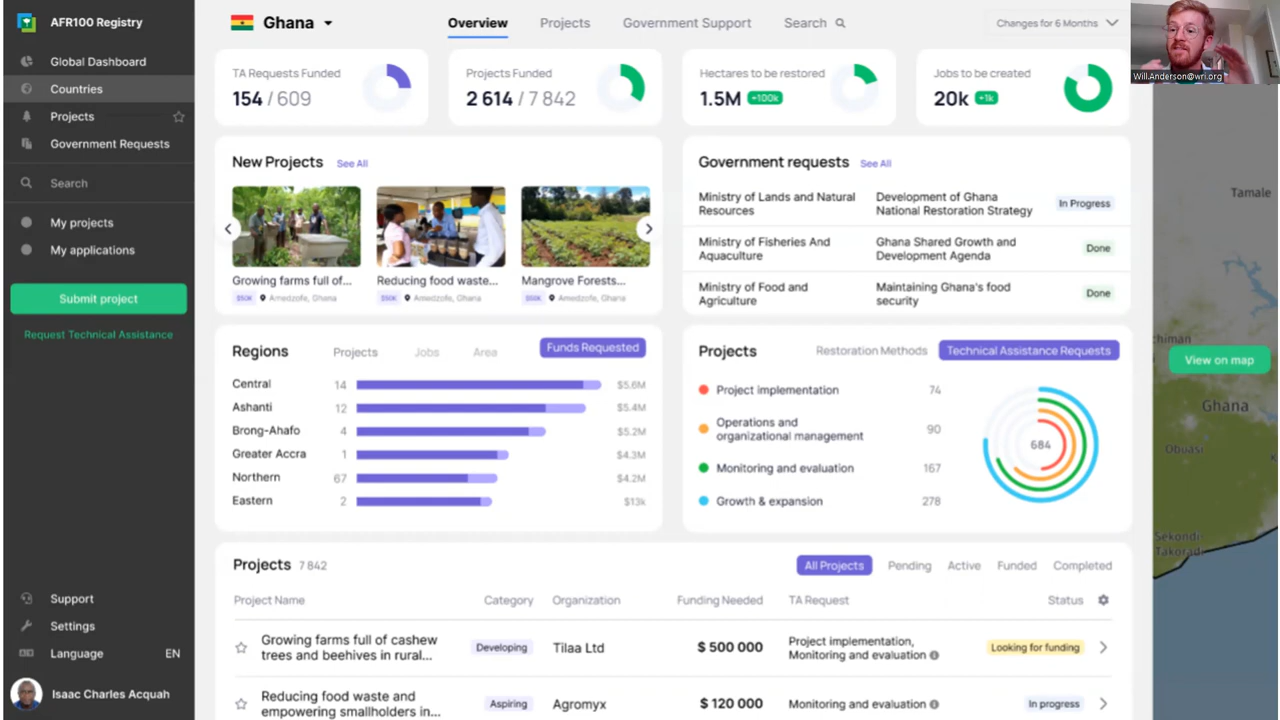 AFR100 Registry
Global Dashboard
Countries
Projects
Government Requests
Search
My projects
My applications
Submit project
Request Technical Assistance
Support
Settings
Language EN
Isaac Charles Acquah
Ghana
Overview Projects Government Support Search
Changes for 6 Months
Will.Anderson@wri.org
TA Requests Funded
154 / 609
Projects Funded
2 614 / 7 842
Hectares to be restored
1.5M +100k
Jobs to be created
20k +1k
New Projects See All
Growing farms full of...
$50K Amedzofe, Ghana
Reducing food waste...
$50K Amedzofe, Ghana
Mangrove Forests...
Amedzofe, Ghana
Government requests See All
Ministry of Lands and Natural
Resources
Development of Ghana
National Restoration Strategy
In Progress
Ministry of Fisheries And
Aquaculture
Ghana Shared Growth and
Development Agenda
Done
Ministry of Food and
Agriculture
Maintaining Ghana's food
security
Done
Regions Projects Jobs Area Funds Requested
Central 14 $5.6M
Ashanti 12 $5.4M
Brong-Ahafo 4 $5.2M
Greater Accra 1 $4.3M
Northern 67 $4.2M
Eastern 2 $13k
Projects Restoration Methods Technical Assistance Requests
Project implementation 74
Operations and
organizational management 90
Monitoring and evaluation 167
Growth & expansion 278
684
Projects 7 842
All Projects Pending Active Funded Completed
Project Name Category Organization Funding Needed TA Request Status
Growing farms full of cashew
trees and beehives in rural...
Developing
Tilaa Ltd
$ 500 000
Project implementation,
Monitoring and evaluation
Looking for funding
Reducing food waste and
empowering smallholders in...
Aspiring
Agromyx
$ 120 000
Monitoring and evaluation
In progress
Tamale
chiman
View on map
Ghana
Obuasi
K
Sekondi-
Takoradi